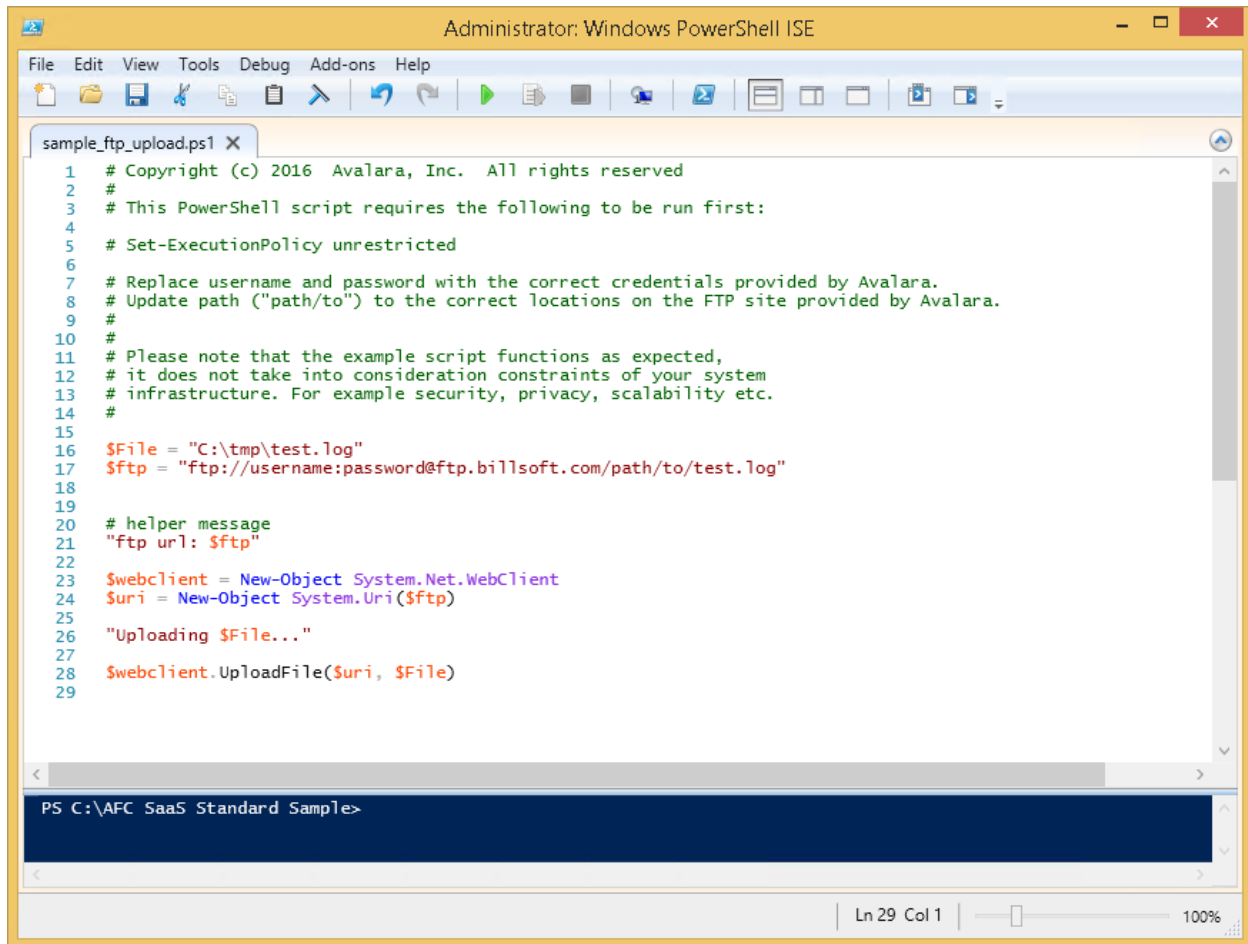 Administrator: Windows PowerShell ISE
File Edit View Tools Debug Add-ons Help
sample_ftp_upload.ps1
1 # Copyright (c) 2016  Avalara, Inc.  All rights reserved
2 #
3 # This PowerShell script requires the following to be run first:
4
5 # Set-ExecutionPolicy unrestricted
6
7 # Replace username and password with the correct credentials provided by Avalara.
8 # Update path ("path/to") to the correct locations on the FTP site provided by Avalara.
9 #
10 #
11 # Please note that the example script functions as expected,
12 # it does not take into consideration constraints of your system
13 # infrastructure. For example security, privacy, scalability etc.
14 #
15
16 $File = "C:\tmp\test.log"
17 $ftp = "ftp://username:password@ftp.billsoft.com/path/to/test.log"
18
19
20 # helper message
21 "ftp url: $ftp"
22
23 $webclient = New-Object System.Net.WebClient
24 $uri = New-Object System.Uri($ftp)
25
26 "Uploading $File..."
27
28 $webclient.UploadFile($uri, $File)
29
PS C:\AFC SaaS Standard Sample>
Ln 29 Col 1
100%